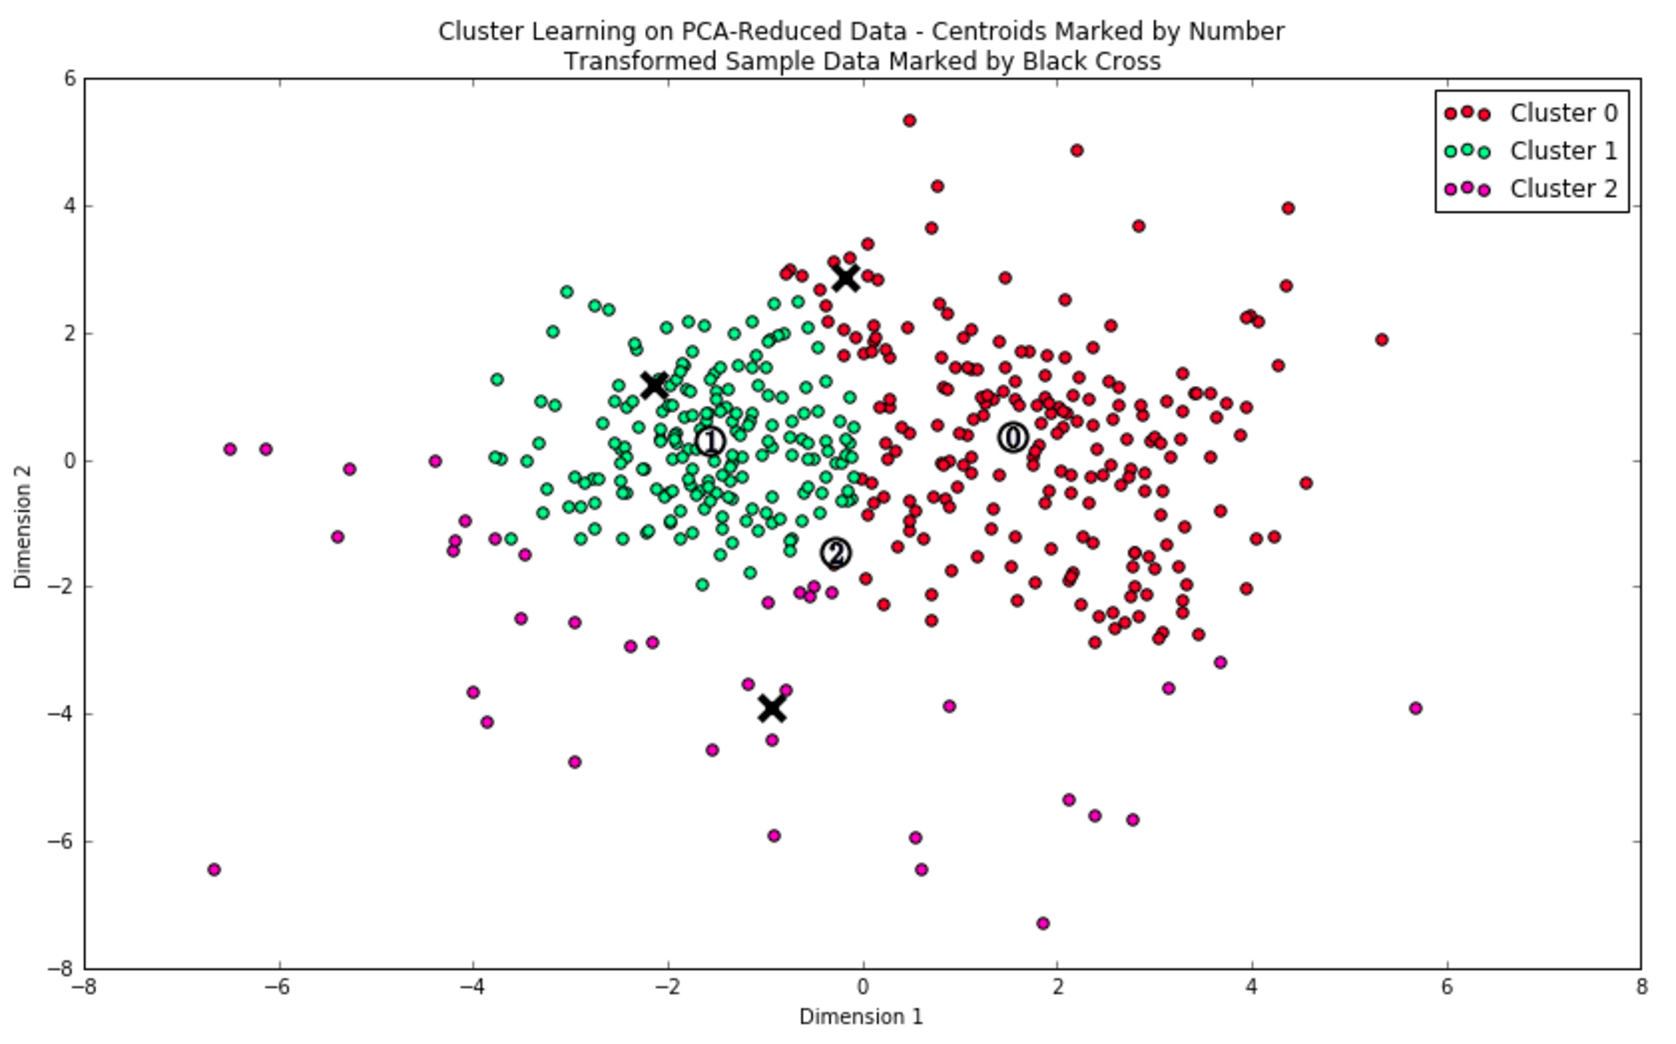 Cluster Learning on PCA-Reduced Data - Centroids Marked by Number
Transformed Sample Data Marked by Black Cross
Cluster 0
Cluster 1
Cluster 2
6
4
2
0
−2
−4
−6
−8
Dimension 2
1
0
2
−8
−6
−4
−2
0
2
4
6
8
Dimension 1